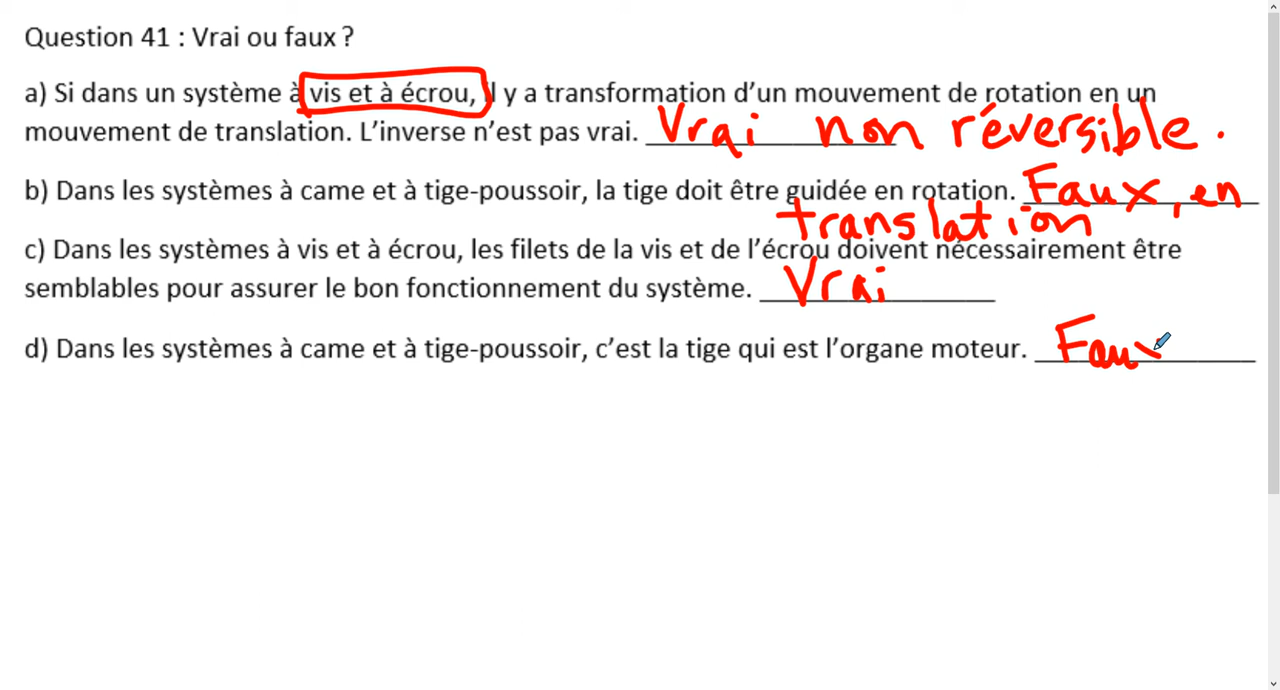 Question 41 : Vrai ou faux ?
a) Si dans un système à vis et à écrou, il y a transformation d'un mouvement de rotation en un
mouvement de translation. L'inverse n'est pas vrai. Vrai non réversible.
b) Dans les systèmes à came et à tige-poussoir, la tige doit être guidée en rotation. Faux, en
translation
c) Dans les systèmes à vis et à écrou, les filets de la vis et de l'écrou doivent nécessairement être
semblables pour assurer le bon fonctionnement du système. Vrai
d) Dans les systèmes à came et à tige-poussoir, c'est la tige qui est l'organe moteur. Faux